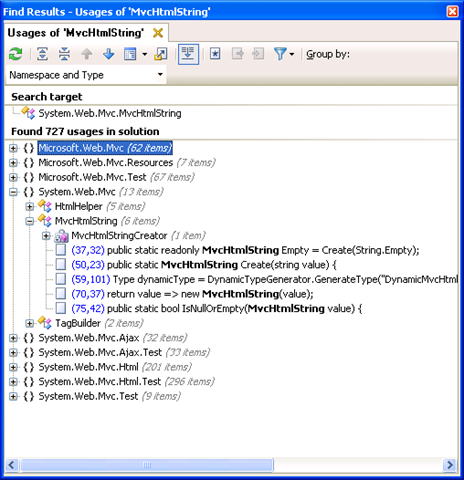 Find Results - Usages of 'MvcHtmlString'
Usages of 'MvcHtmlString'
Group by:
Namespace and Type
Search target
System.Web.Mvc.MvcHtmlString
Found 727 usages in solution
Microsoft.Web.Mvc (62 items)
Microsoft.Web.Mvc.Resources (7 items)
Microsoft.Web.Mvc.Test (67 items)
System.Web.Mvc (13 items)
HtmlHelper (5 items)
MvcHtmlString (6 items)
MvcHtmlStringCreator (1 item)
(37,32) public static readonly MvcHtmlString Empty = Create(String.Empty);
(50,23) public static MvcHtmlString Create(string value) {
(59,101) Type dynamicType = DynamicTypeGenerator.GenerateType("DynamicMvcHtml
(70,37) return value => new MvcHtmlString(value);
(75,42) public static bool IsNullOrEmpty(MvcHtmlString value) {
TagBuilder (2 items)
System.Web.Mvc.Ajax (32 items)
System.Web.Mvc.Ajax.Test (33 items)
System.Web.Mvc.Html (201 items)
System.Web.Mvc.Html.Test (296 items)
System.Web.Mvc.Test (9 items)